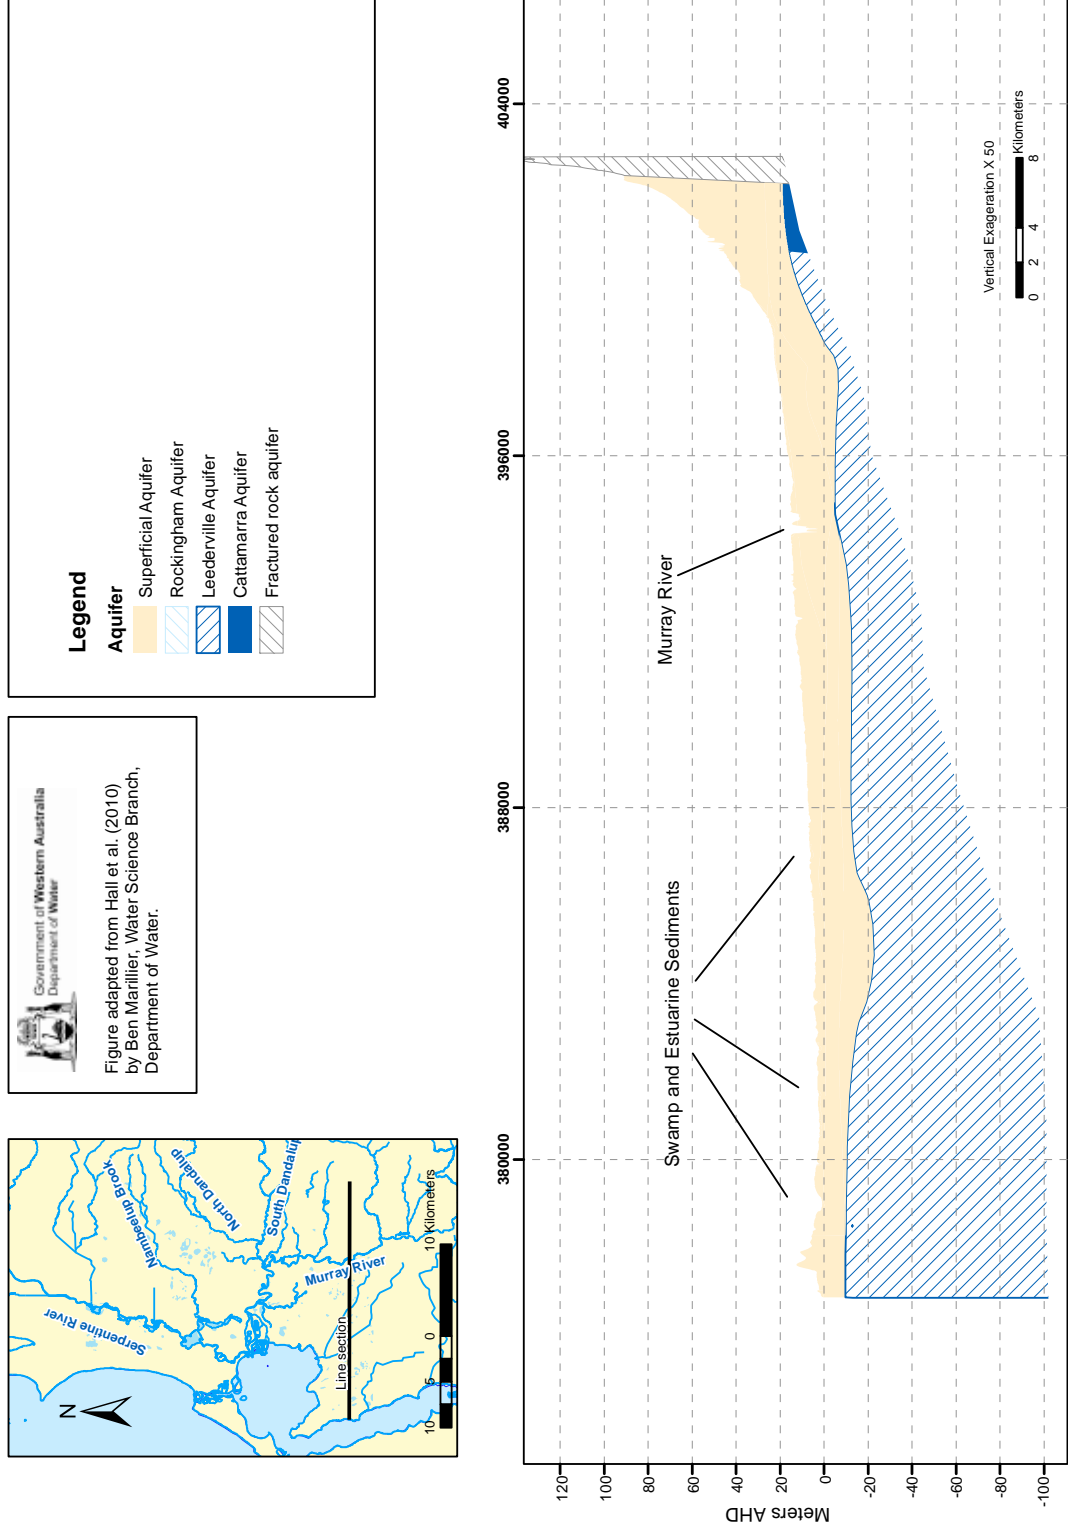 Government of Western Australia
Department of Water
Figure adapted from Hall et al. (2010)
by Ben Marillier, Water Science Branch,
Department of Water.
Legend
Aquifer
Superficial Aquifer
Rockingham Aquifer
Leederville Aquifer
Cattamarra Aquifer
Fractured rock aquifer
N
Serpentine River
Nambeelup Brook
North Dandalup
South Dandalup
Murray River
Line section
10 5 0 10 Kilometers
380000 388000 396000 404000
Murray River
Swamp and Estuarine Sediments
Meters AHD
120
100
80
60
40
20
0
-20
-40
-60
-80
-100
Vertical Exageration X 50
Kilometers
0 2 4 8